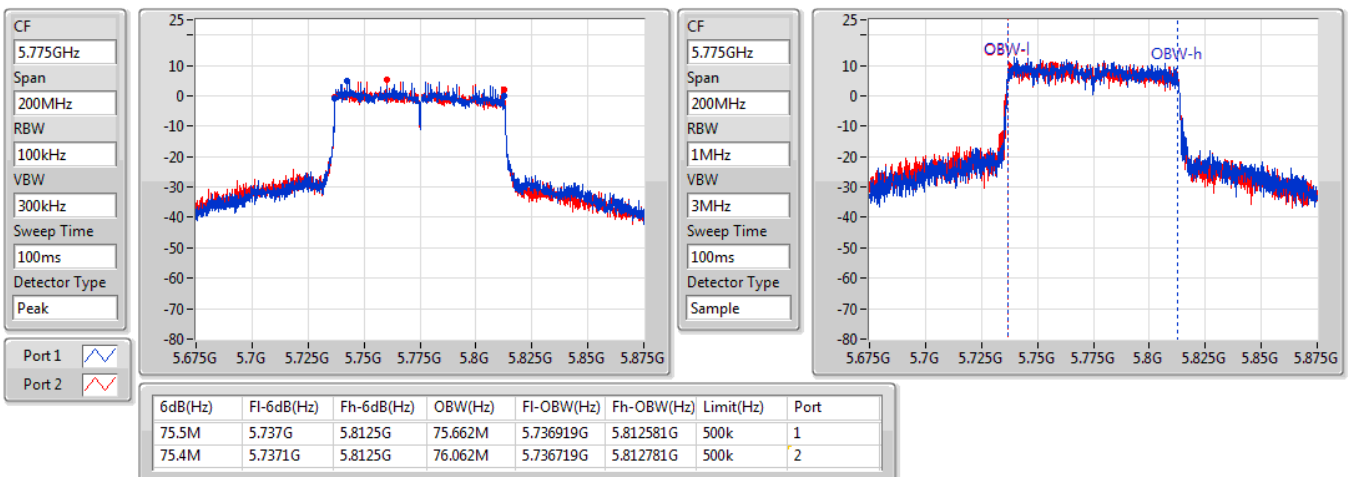 CF
5.775GHz
Span
200MHz
RBW
100kHz
VBW
300kHz
Sweep Time
100ms
Detector Type
Peak
Port 1
Port 2
25
10
0
-10
-20
-30
-40
-50
-60
-70
-80
5.675G 5.7G 5.725G 5.75G 5.775G 5.8G 5.825G 5.85G 5.875G
CF
5.775GHz
Span
200MHz
RBW
1MHz
VBW
3MHz
Sweep Time
100ms
Detector Type
Sample
25
10
0
-10
-20
-30
-40
-50
-60
-70
-80
OBW-l
OBW-h
5.675G 5.7G 5.725G 5.75G 5.775G 5.8G 5.825G 5.85G 5.875G
6dB(Hz) Fl-6dB(Hz) Fh-6dB(Hz) OBW(Hz) Fl-OBW(Hz) Fh-OBW(Hz) Limit(Hz) Port
75.5M 5.737G 5.8125G 75.662M 5.736919G 5.812581G 500k 1
75.4M 5.7371G 5.8125G 76.062M 5.736719G 5.812781G 500k 2